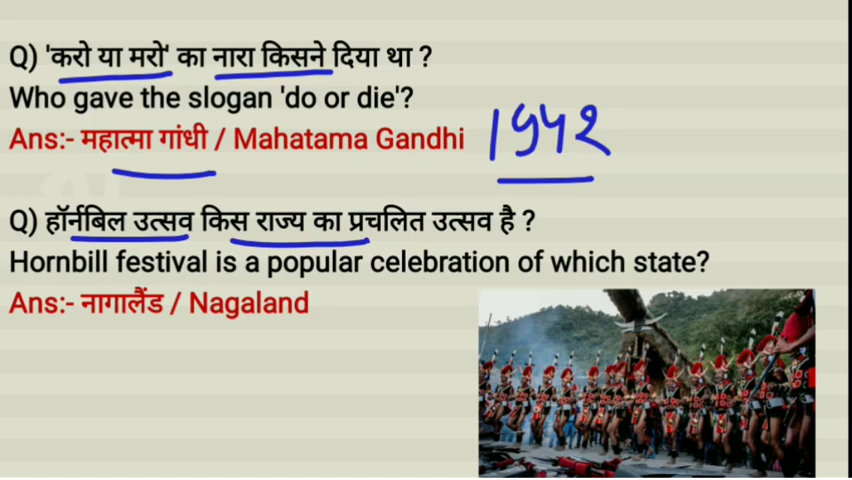 Q) 'करो या मरो' का नारा किसने दिया था ?
Who gave the slogan 'do or die'?
Ans:- महात्मा गांधी / Mahatama Gandhi
1942
Q) हॉर्नबिल उत्सव किस राज्य का प्रचलित उत्सव है ?
Hornbill festival is a popular celebration of which state?
Ans:- नागालैंड / Nagaland